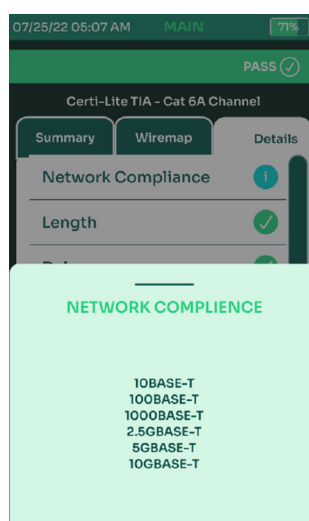 07/25/22 05:07 AM MAIN 71%
PASS
Certi-Lite TIA - Cat 6A Channel
Summary Wiremap Details
Network Compliance i
Length
NETWORK COMPLIENCE
10BASE-T
100BASE-T
1000BASE-T
2.5GBASE-T
5GBASE-T
10GBASE-T